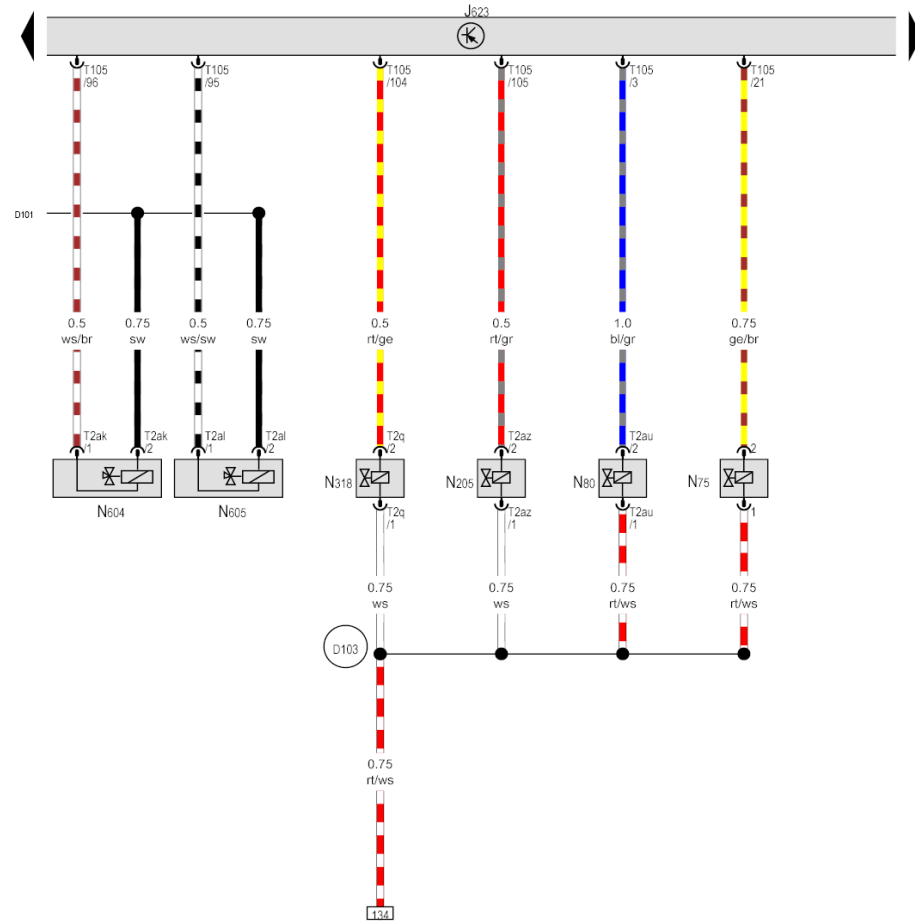 J623
T105 T105 T105 T105 T105 T105
/96 /95 /104 /105 /3 /21
D101
0.5 0.75 0.5 0.75 0.5 0.5 1.0 0.75
ws/br sw ws/sw sw rt/ge rt/gr bl/gr ge/br
T2ak T2ak T2al T2al T2q T2az T2au
/1 /2 /1 /2 /2 /2 /2 2
N318 N205 N80 N75
N604 N605
T2q T2az T2au 1
/1 /1 /1
0.75 0.75 0.75 0.75
ws ws rt/ws rt/ws
D103
0.75
rt/ws
134